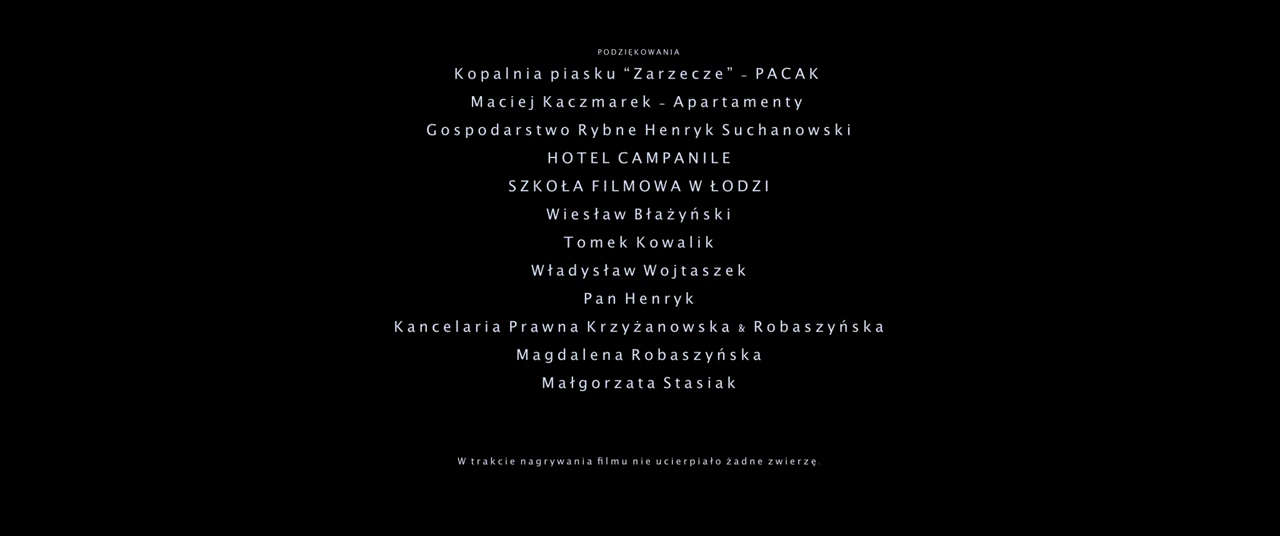 PODZIĘKOWANIA
Kopalnia piasku “Zarzecze” - PACAK
Maciej Kaczmarek - Apartamenty
Gospodarstwo Rybne Henryk Suchanowski
HOTEL CAMPANILE
SZKOŁA FILMOWA W ŁODZI
Wiesław Błażyński
Tomek Kowalik
Władysław Wojtaszek
Pan Henryk
Kancelaria Prawna Krzyżanowska & Robaszyńska
Magdalena Robaszyńska
Małgorzata Stasiak
W trakcie nagrywania filmu nie ucierpiało żadne zwierzę.